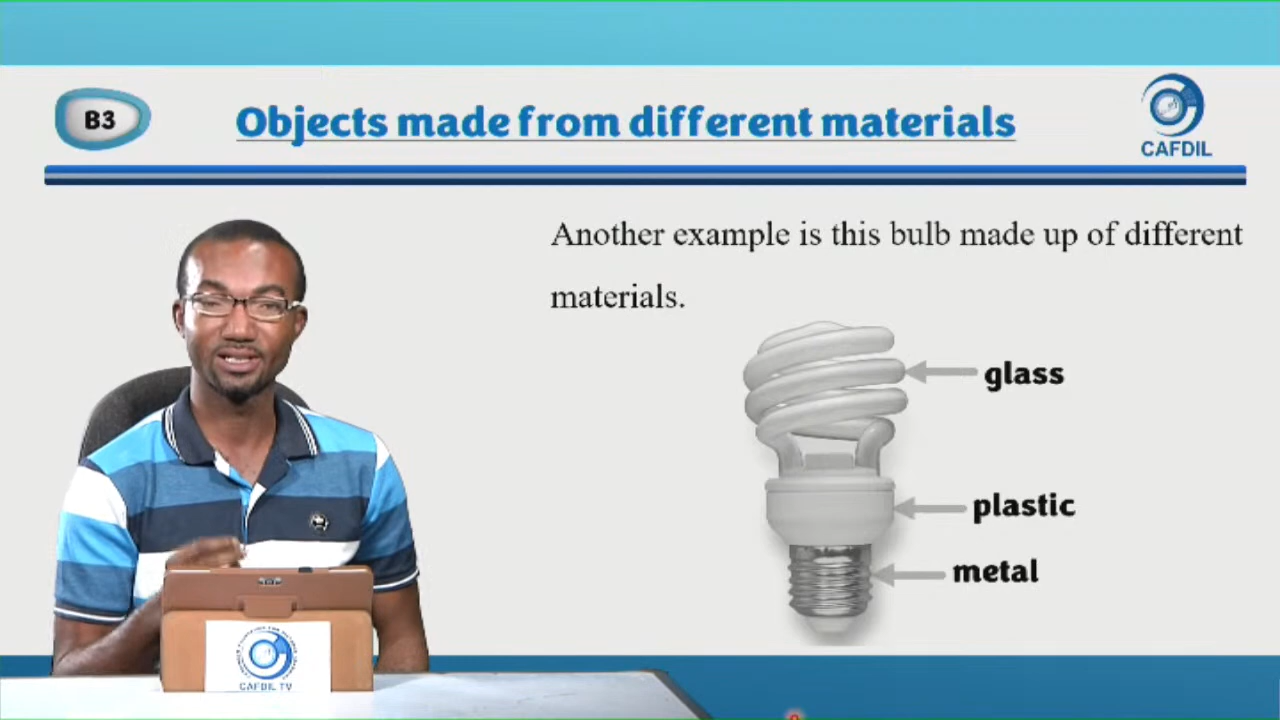 B3
Objects made from different materials
CAFDIL
Another example is this bulb made up of different
materials.
glass
plastic
metal
CAFDIL TV